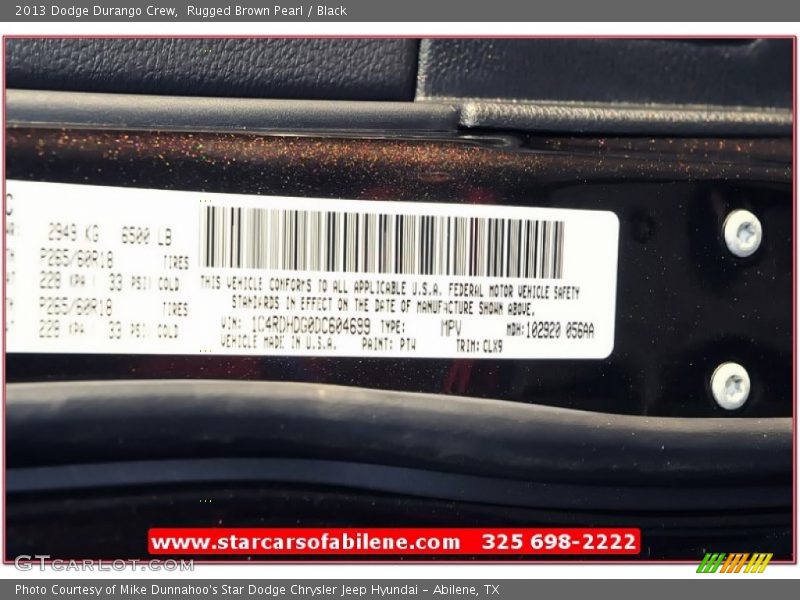 2013 Dodge Durango Crew,  Rugged Brown Pearl / Black
2949 KG 6500 LB
P265/60R18 TIRES
228 KPA / 33 PSI COLD
P265/60R18 TIRES
228 KPA / 33 PSI COLD
THIS VEHICLE CONFORMS TO ALL APPLICABLE U.S.A. FEDERAL MOTOR VEHICLE SAFETY
STANDARDS IN EFFECT ON THE DATE OF MANUFACTURE SHOWN ABOVE.
VIN: 1C4RDHDG0DC604699 TYPE: MPV MDH:102920 056AA
VEHICLE MADE IN U.S.A. PAINT: PTW TRIM: CLX9
www.starcarsofabilene.com 325 698-2222
GTCARLOT.COM
Photo Courtesy of Mike Dunnahoo's Star Dodge Chrysler Jeep Hyundai - Abilene, TX